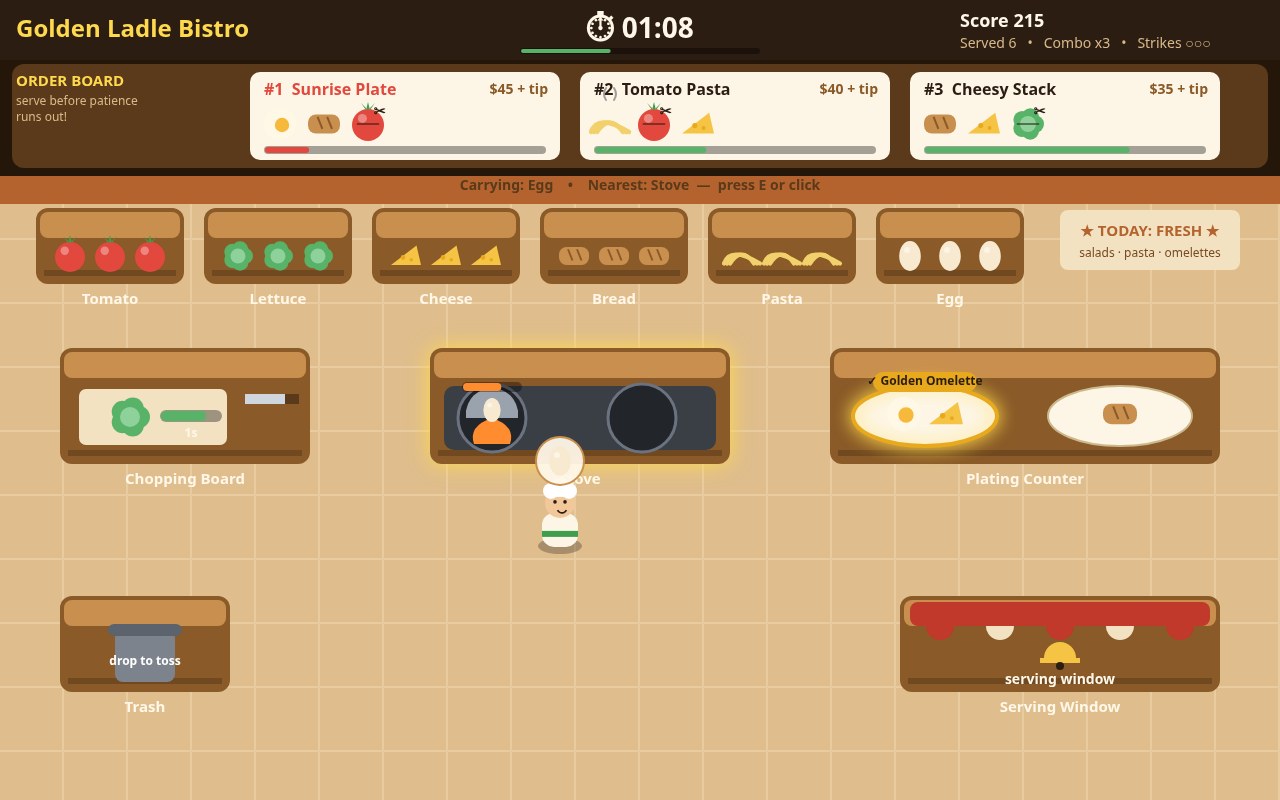 Golden Ladle Bistro
01:08
Score 215
Served 6 • Combo x3 • Strikes ○○○
ORDER BOARD
serve before patience
runs out!
#1 Sunrise Plate
$45 + tip
#2 Tomato Pasta
$40 + tip
#3 Cheesy Stack
$35 + tip
Carrying: Egg • Nearest: Stove — press E or click
★ TODAY: FRESH ★
salads · pasta · omelettes
Tomato
Lettuce
Cheese
Bread
Pasta
Egg
✓ Golden Omelette
1s
Chopping Board
Plating Counter
drop to toss
Trash
serving window
Serving Window